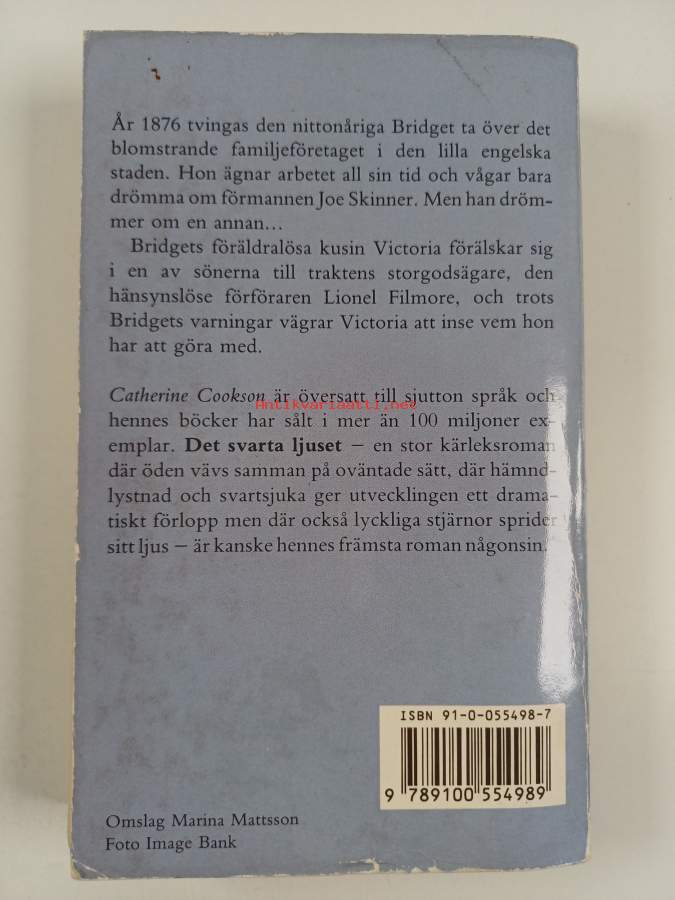 År 1876 tvingas den nittonåriga Bridget ta över det
blomstrande familjeföretaget i den lilla engelska
staden. Hon ägnar arbetet all sin tid och vågar bara
drömma om förmannen Joe Skinner. Men han dröm-
mer om en annan...
Bridgets föräldralösa kusin Victoria förälskar sig
i en av sönerna till traktens storgodsägare, den
hänsynslöse förföraren Lionel Filmore, och trots
Bridgets varningar vägrar Victoria att inse vem hon
har att göra med.
Catherine Cookson är översatt till sjutton språk och
Antikvariaatti.net
hennes böcker har sålt i mer än 100 miljoner ex-
emplar. Det svarta ljuset – en stor kärleksroman
där öden vävs samman på oväntade sätt, där hämnd-
lystnad och svartsjuka ger utvecklingen ett drama-
tiskt förlopp men där också lyckliga stjärnor sprider
sitt ljus – är kanske hennes främsta roman någonsin.
ISBN 91-0-055498-7
9 789100 554989
Omslag Marina Mattsson
Foto Image Bank